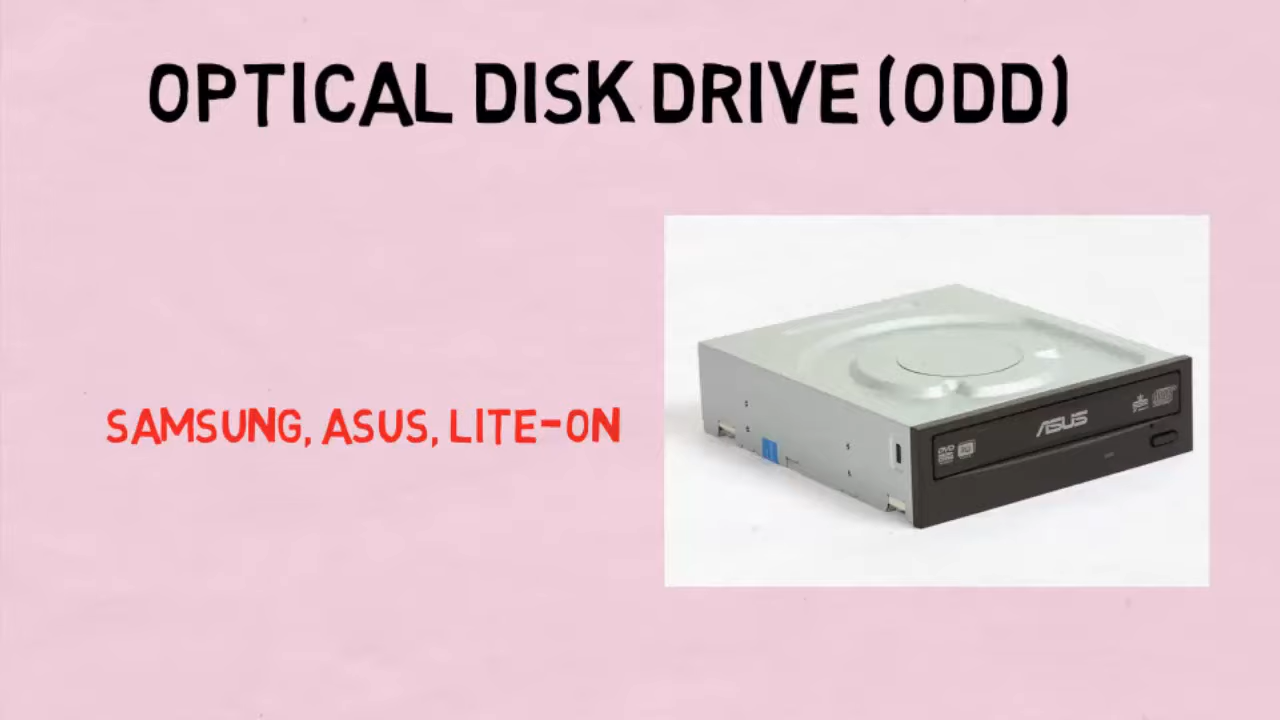 OPTICAL DISK DRIVE (ODD)
SAMSUNG, ASUS, LITE-ON
ASUS